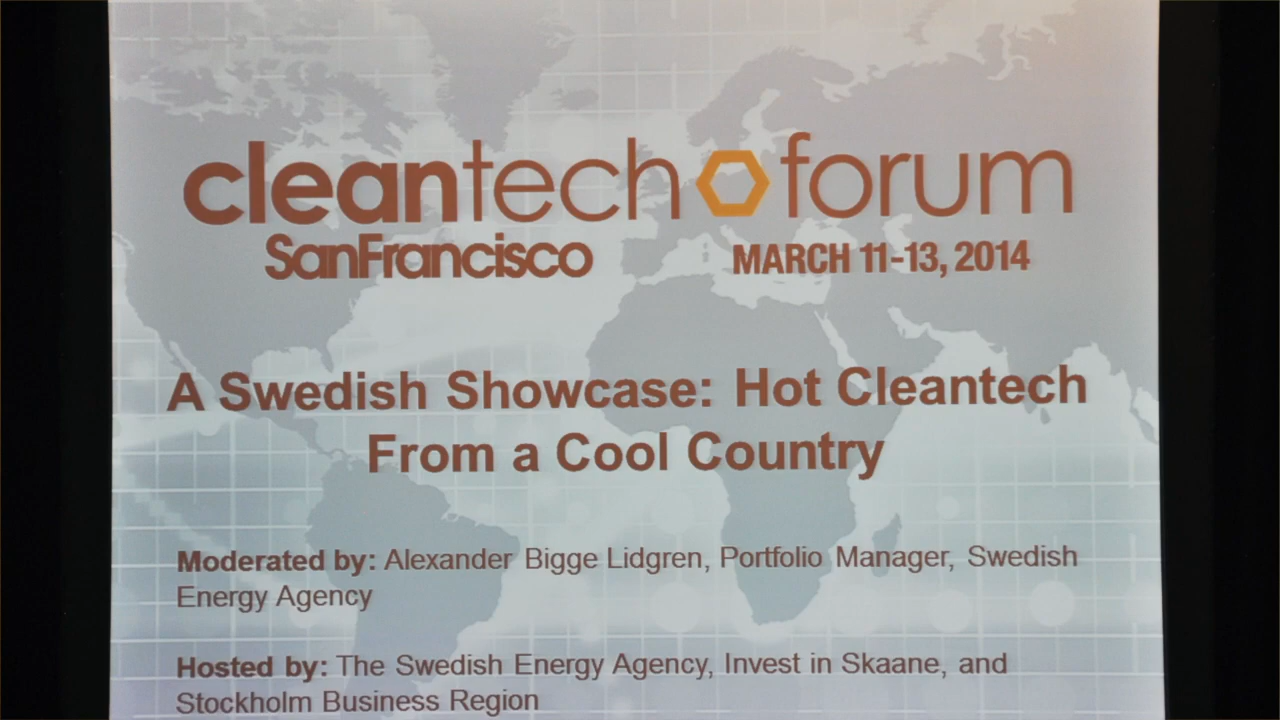 cleantech forum
SanFrancisco MARCH 11-13, 2014
A Swedish Showcase: Hot Cleantech
From a Cool Country
Moderated by: Alexander Bigge Lidgren, Portfolio Manager, Swedish
Energy Agency
Hosted by: The Swedish Energy Agency, Invest in Skaane, and
Stockholm Business Region